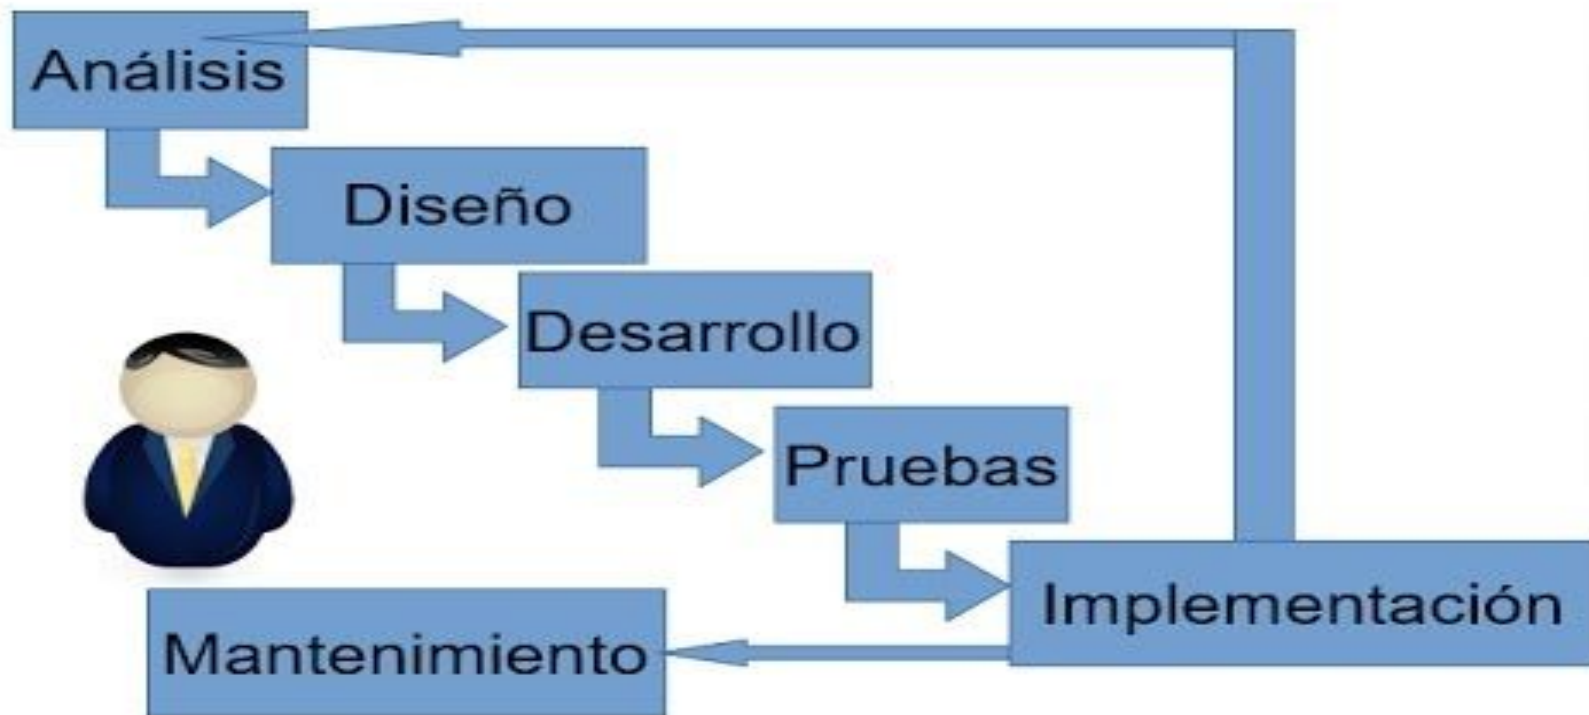 Análisis
Diseño
Desarrollo
Pruebas
Implementación
Mantenimiento